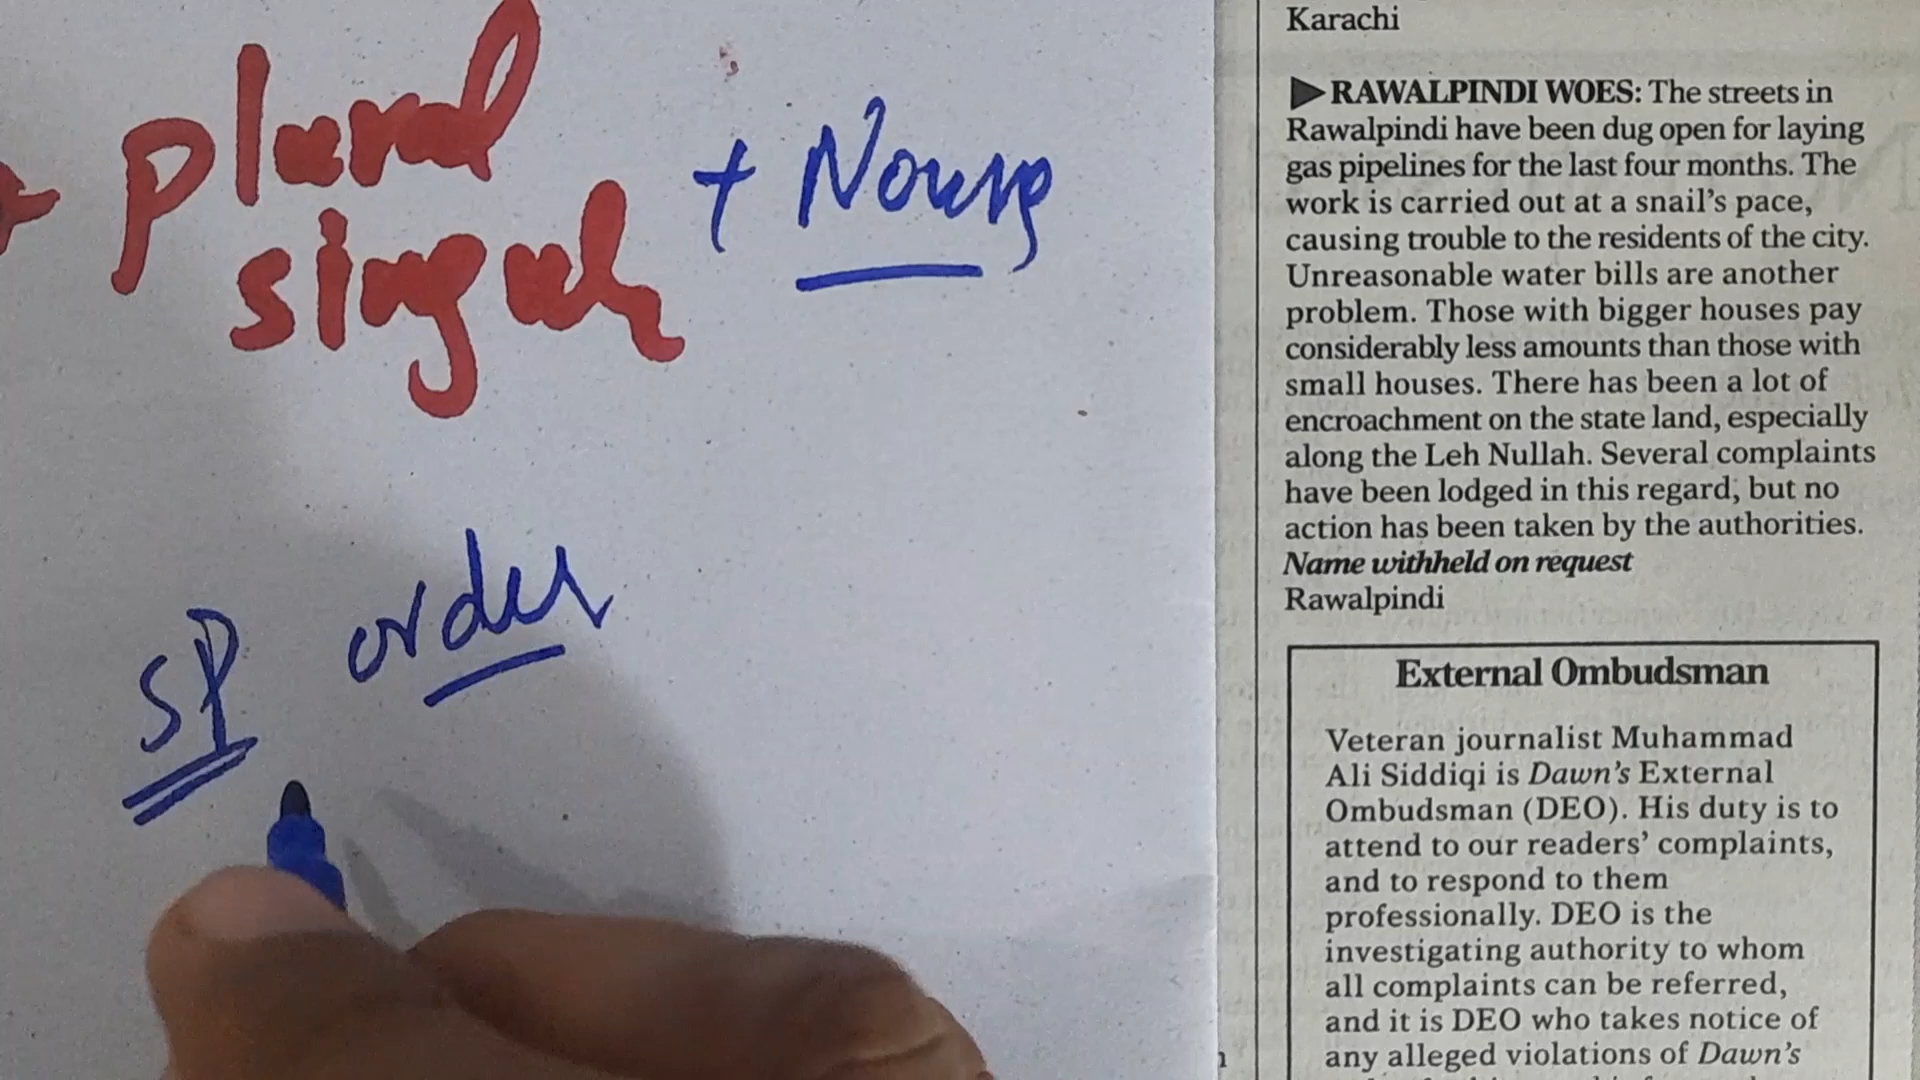 plural
singular
+ Nouns
SP order
Karachi
▶RAWALPINDI WOES: The streets in
Rawalpindi have been dug open for laying
gas pipelines for the last four months. The
work is carried out at a snail's pace,
causing trouble to the residents of the city.
Unreasonable water bills are another
problem. Those with bigger houses pay
considerably less amounts than those with
small houses. There has been a lot of
encroachment on the state land, especially
along the Leh Nullah. Several complaints
have been lodged in this regard, but no
action has been taken by the authorities.
Name withheld on request
Rawalpindi
External Ombudsman
Veteran journalist Muhammad
Ali Siddiqi is Dawn's External
Ombudsman (DEO). His duty is to
attend to our readers' complaints,
and to respond to them
professionally. DEO is the
investigating authority to whom
all complaints can be referred,
and it is DEO who takes notice of
any alleged violations of Dawn's